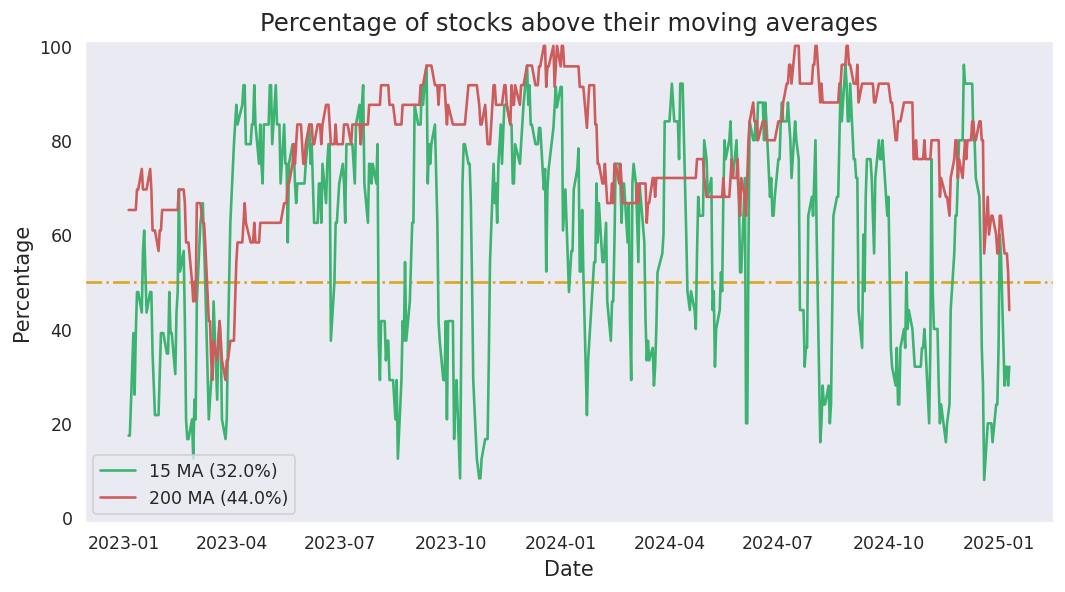 Percentage of stocks above their moving averages
Percentage
100
80
60
40
20
0
15 MA (32.0%)
200 MA (44.0%)
2023-01 2023-04 2023-07 2023-10 2024-01 2024-04 2024-07 2024-10 2025-01
Date